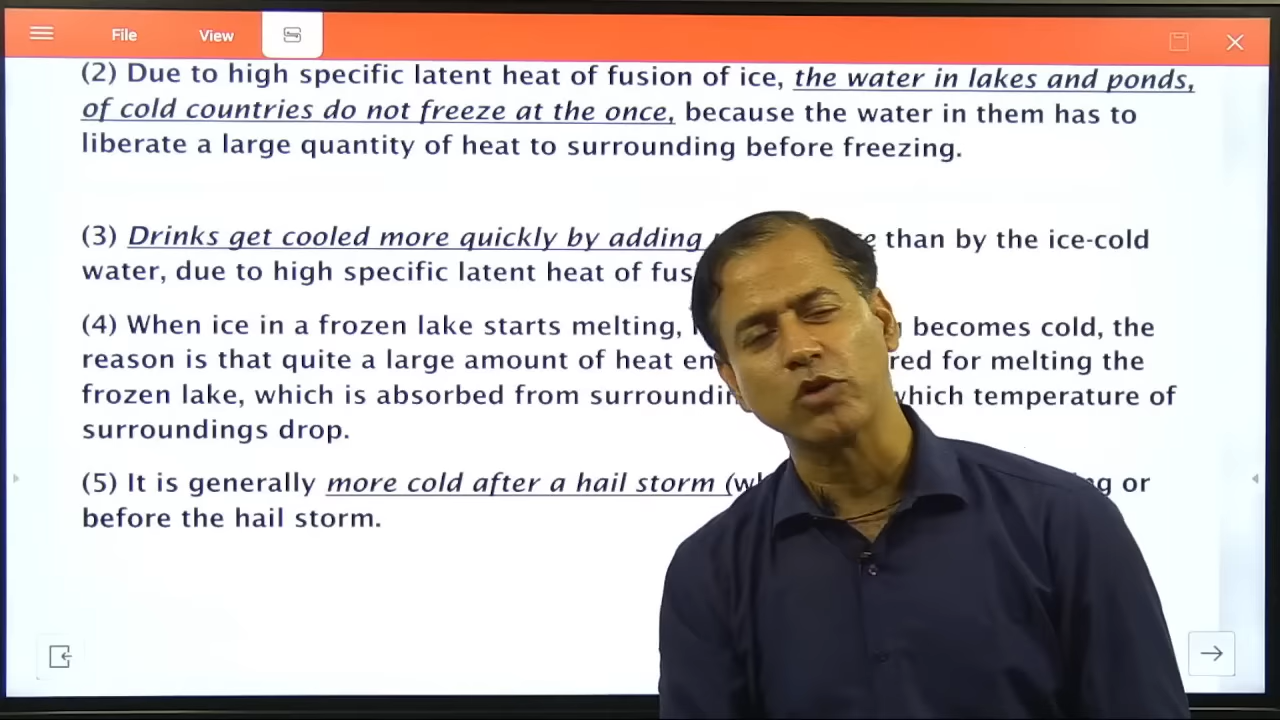 File View
(2) Due to high specific latent heat of fusion of ice, the water in lakes and ponds,
of cold countries do not freeze at the once, because the water in them has to
liberate a large quantity of heat to surrounding before freezing.
(3) Drinks get cooled more quickly by adding than by the ice-cold
water, due to high specific latent heat of
(4) When ice in a frozen lake starts melting, becomes cold, the
reason is that quite a large amount of heat for melting the
frozen lake, which is absorbed from which temperature of
surroundings drop.
(5) It is generally more cold after a hail storm ( or
before the hail storm.